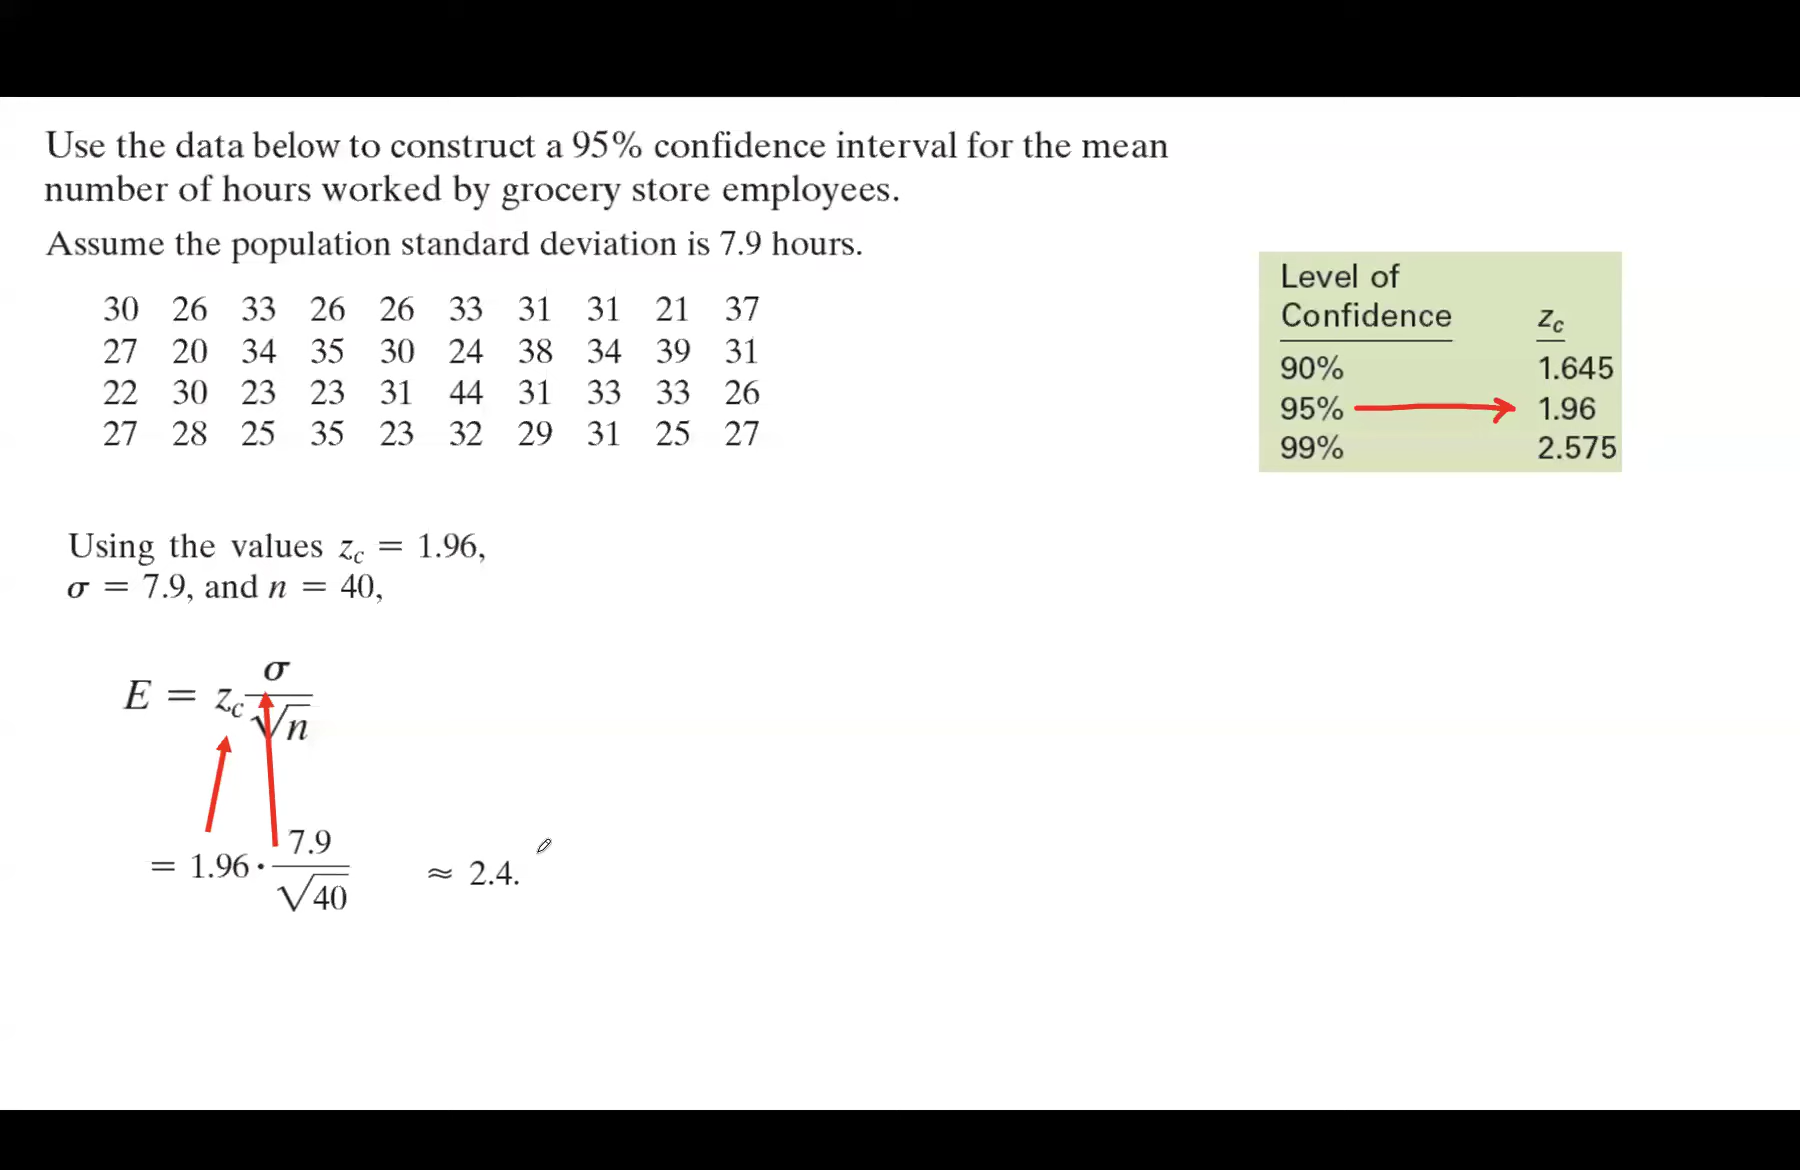 Use the data below to construct a 95% confidence interval for the mean
number of hours worked by grocery store employees.
Assume the population standard deviation is 7.9 hours.
30 26 33 26 26 33 31 31 21 37
27 20 34 35 30 24 38 34 39 31
22 30 23 23 31 44 31 33 33 26
27 28 25 35 23 32 29 31 25 27
Level of
Confidence z_c
90% 1.645
95% 1.96
99% 2.575
Using the values z_c = 1.96,
σ = 7.9, and n = 40,
E = z_c σ/√n
= 1.96 · 7.9/√40 ≈ 2.4.